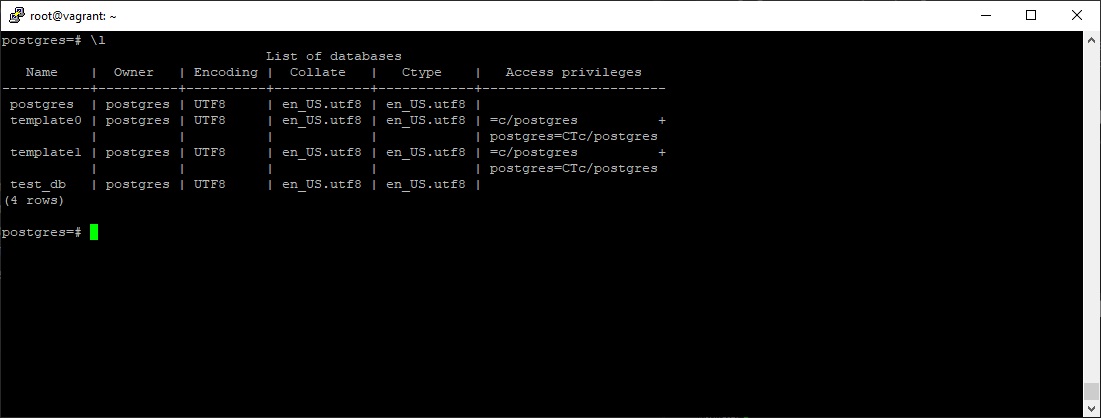 root@vagrant: ~
postgres=# \l
                                 List of databases
   Name    |  Owner   | Encoding |  Collate   |   Ctype    |   Access privileges
-----------+----------+----------+------------+------------+-----------------------
 postgres  | postgres | UTF8     | en_US.utf8 | en_US.utf8 |
 template0 | postgres | UTF8     | en_US.utf8 | en_US.utf8 | =c/postgres          +
           |          |          |            |            | postgres=CTc/postgres
 template1 | postgres | UTF8     | en_US.utf8 | en_US.utf8 | =c/postgres          +
           |          |          |            |            | postgres=CTc/postgres
 test_db   | postgres | UTF8     | en_US.utf8 | en_US.utf8 |
(4 rows)
postgres=#